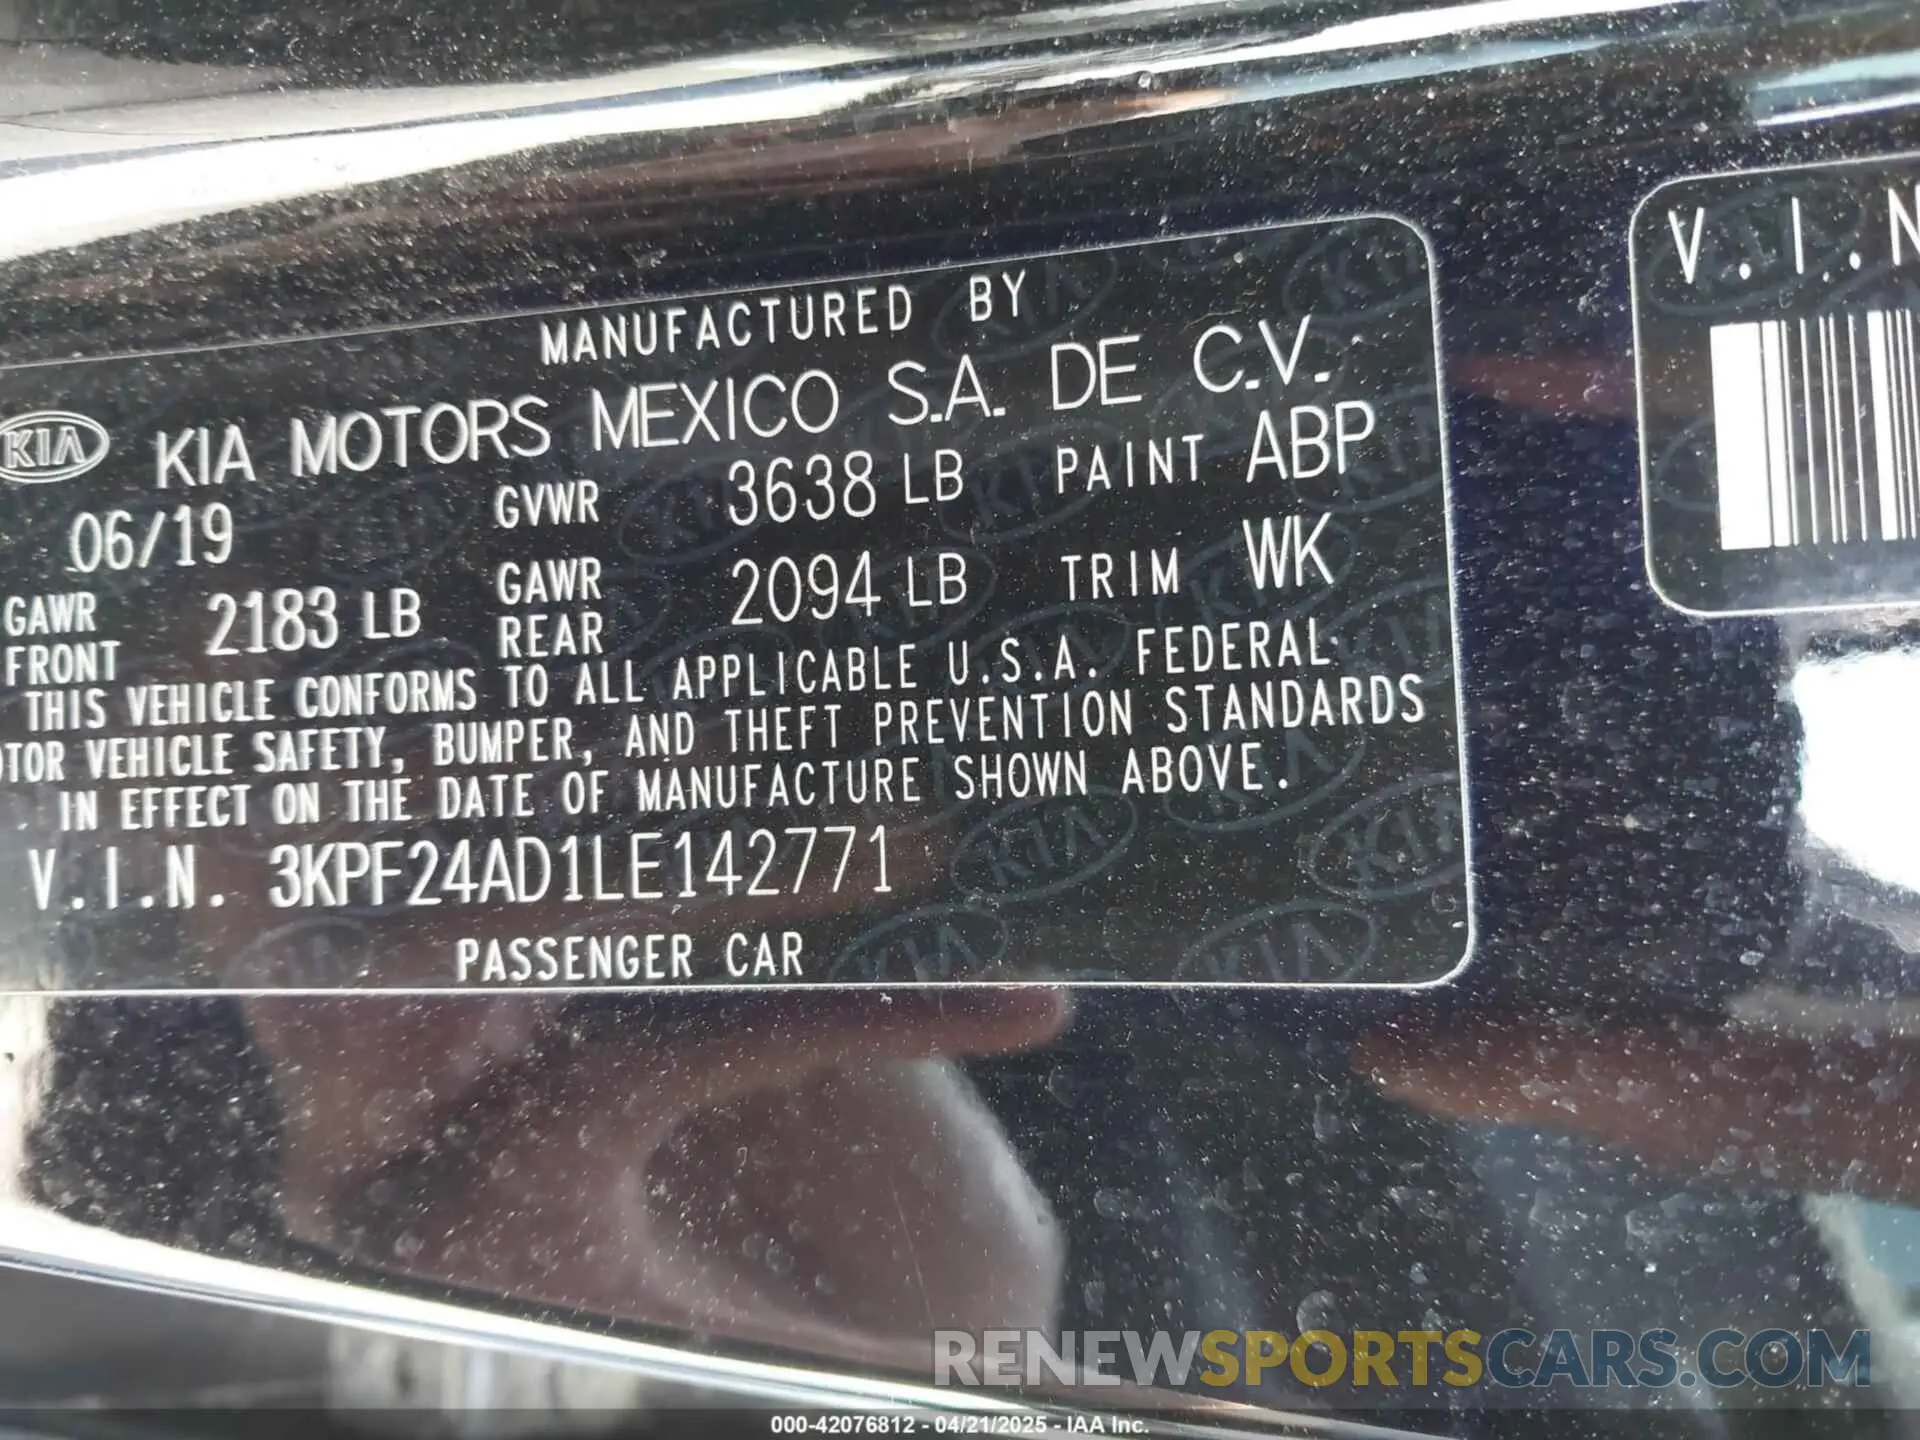 MANUFACTURED BY
KIA KIA MOTORS MEXICO S.A. DE C.V.
06/19 GVWR 3638 LB PAINT ABP
GAWR FRONT 2183 LB GAWR REAR 2094 LB TRIM WK
THIS VEHICLE CONFORMS TO ALL APPLICABLE U.S.A. FEDERAL
OTOR VEHICLE SAFETY, BUMPER, AND THEFT PREVENTION STANDARDS
IN EFFECT ON THE DATE OF MANUFACTURE SHOWN ABOVE.
V.I.N. 3KPF24AD1LE142771
PASSENGER CAR
V.I.N
RENEWSPORTSCARS.COM
000-42076812 - 04/21/2025 - IAA Inc.